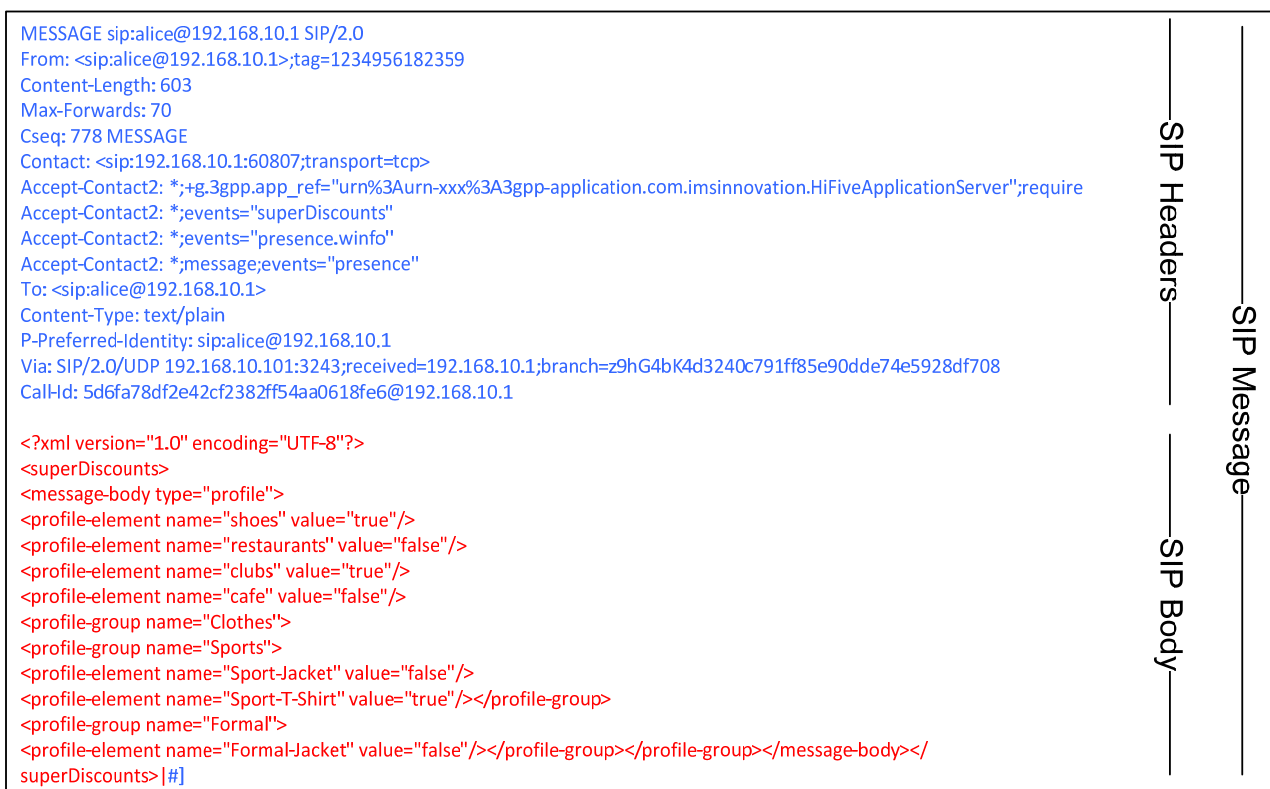 MESSAGE sip:alice@192.168.10.1 SIP/2.0
From: <sip:alice@192.168.10.1>;tag=1234956182359
Content-Length: 603
Max-Forwards: 70
Cseq: 778 MESSAGE
Contact: <sip:192.168.10.1:60807;transport=tcp>
Accept-Contact2: *;+g.3gpp.app_ref="urn%3Aurn-xxx%3A3gpp-application.com.imsinnovation.HiFiveApplicationServer";require
Accept-Contact2: *;events="superDiscounts"
Accept-Contact2: *;events="presence.winfo"
Accept-Contact2: *;message;events="presence"
To: <sip:alice@192.168.10.1>
Content-Type: text/plain
P-Preferred-Identity: sip:alice@192.168.10.1
Via: SIP/2.0/UDP 192.168.10.101:3243;received=192.168.10.1;branch=z9hG4bK4d3240c791ff85e90dde74e5928df708
Call-Id: 5d6fa78df2e42cf2382ff54aa0618fe6@192.168.10.1
<?xml version="1.0" encoding="UTF-8"?>
<superDiscounts>
<message-body type="profile">
<profile-element name="shoes" value="true"/>
<profile-element name="restaurants" value="false"/>
<profile-element name="clubs" value="true"/>
<profile-element name="cafe" value="false"/>
<profile-group name="Clothes">
<profile-group name="Sports">
<profile-element name="Sport-Jacket" value="false"/>
<profile-element name="Sport-T-Shirt" value="true"/></profile-group>
<profile-group name="Formal">
<profile-element name="Formal-Jacket" value="false"/></profile-group></profile-group></message-body></
superDiscounts>|#]
SIP Headers
SIP Body
SIP Message